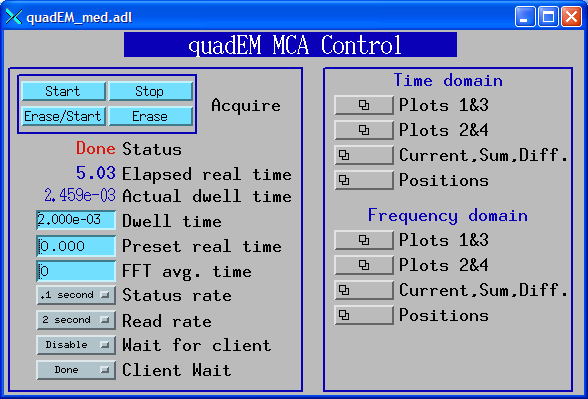 quadEM_med.adl
quadEM MCA Control
Start Stop
Erase/Start Erase
Acquire
Done Status
5.03 Elapsed real time
2.459e-03 Actual dwell time
2.000e-03 Dwell time
0.000 Preset real time
0 FFT avg. time
.1 second Status rate
2 second Read rate
Disable Wait for client
Done Client Wait
Time domain
Plots 1&3
Plots 2&4
Current,Sum,Diff.
Positions
Frequency domain
Plots 1&3
Plots 2&4
Current,Sum,Diff.
Positions